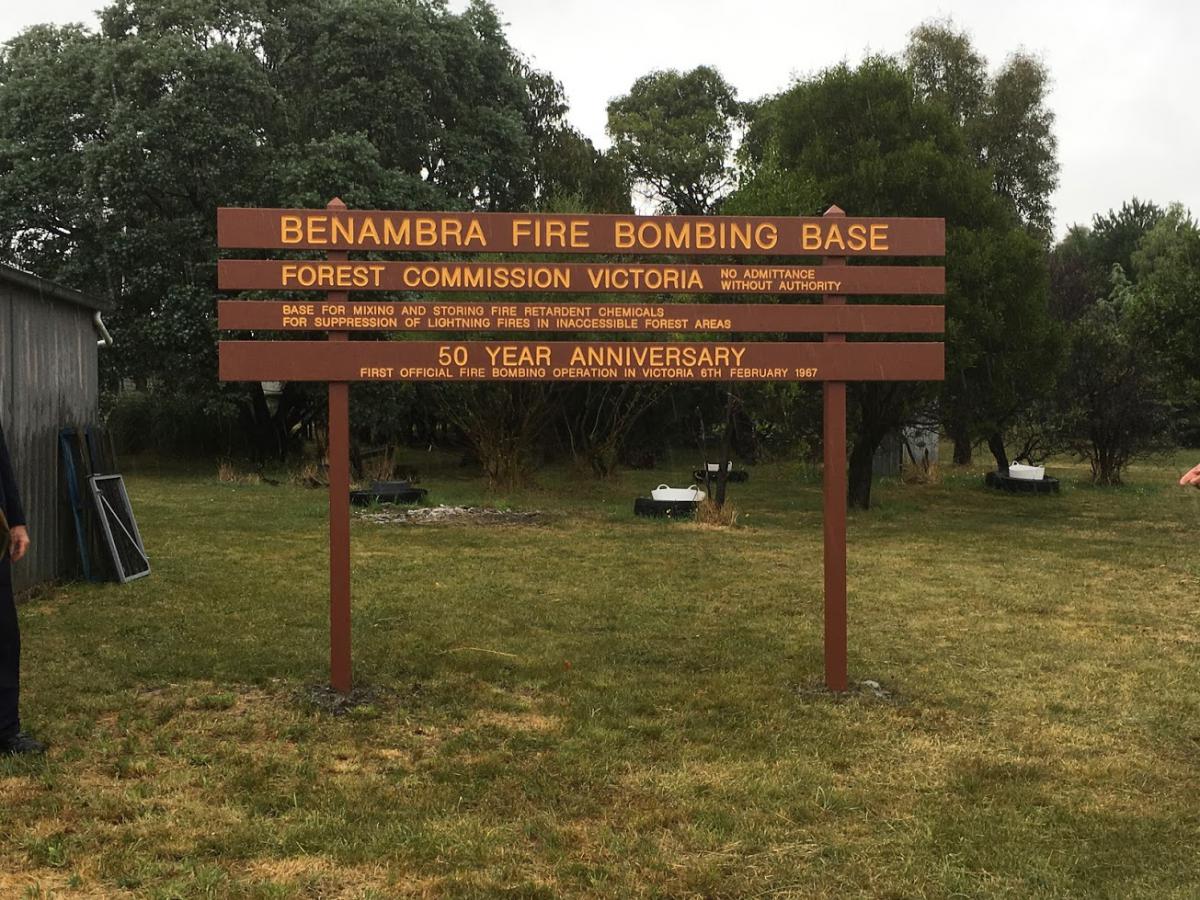 BENAMBRA FIRE BOMBING BASE
FOREST COMMISSION VICTORIA
NO ADMITTANCE
WITHOUT AUTHORITY
BASE FOR MIXING AND STORING FIRE RETARDENT CHEMICALS
FOR SUPPRESSION OF LIGHTNING FIRES IN INACCESSIBLE FOREST AREAS
50 YEAR ANNIVERSARY
FIRST OFFICIAL FIRE BOMBING OPERATION IN VICTORIA 6TH FEBRUARY 1967